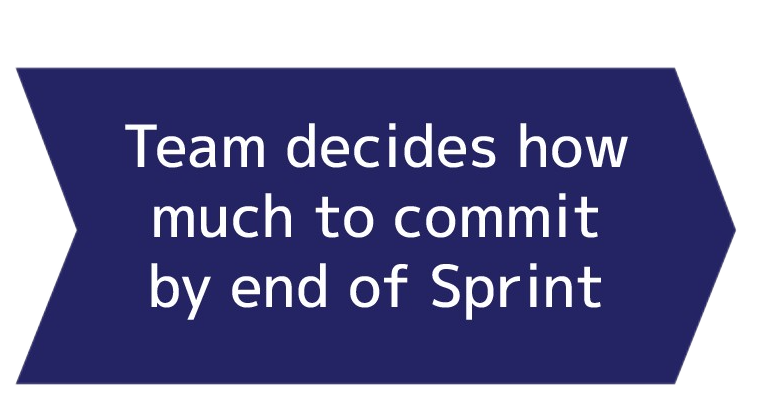 Team decides how
much to commit
by end of Sprint